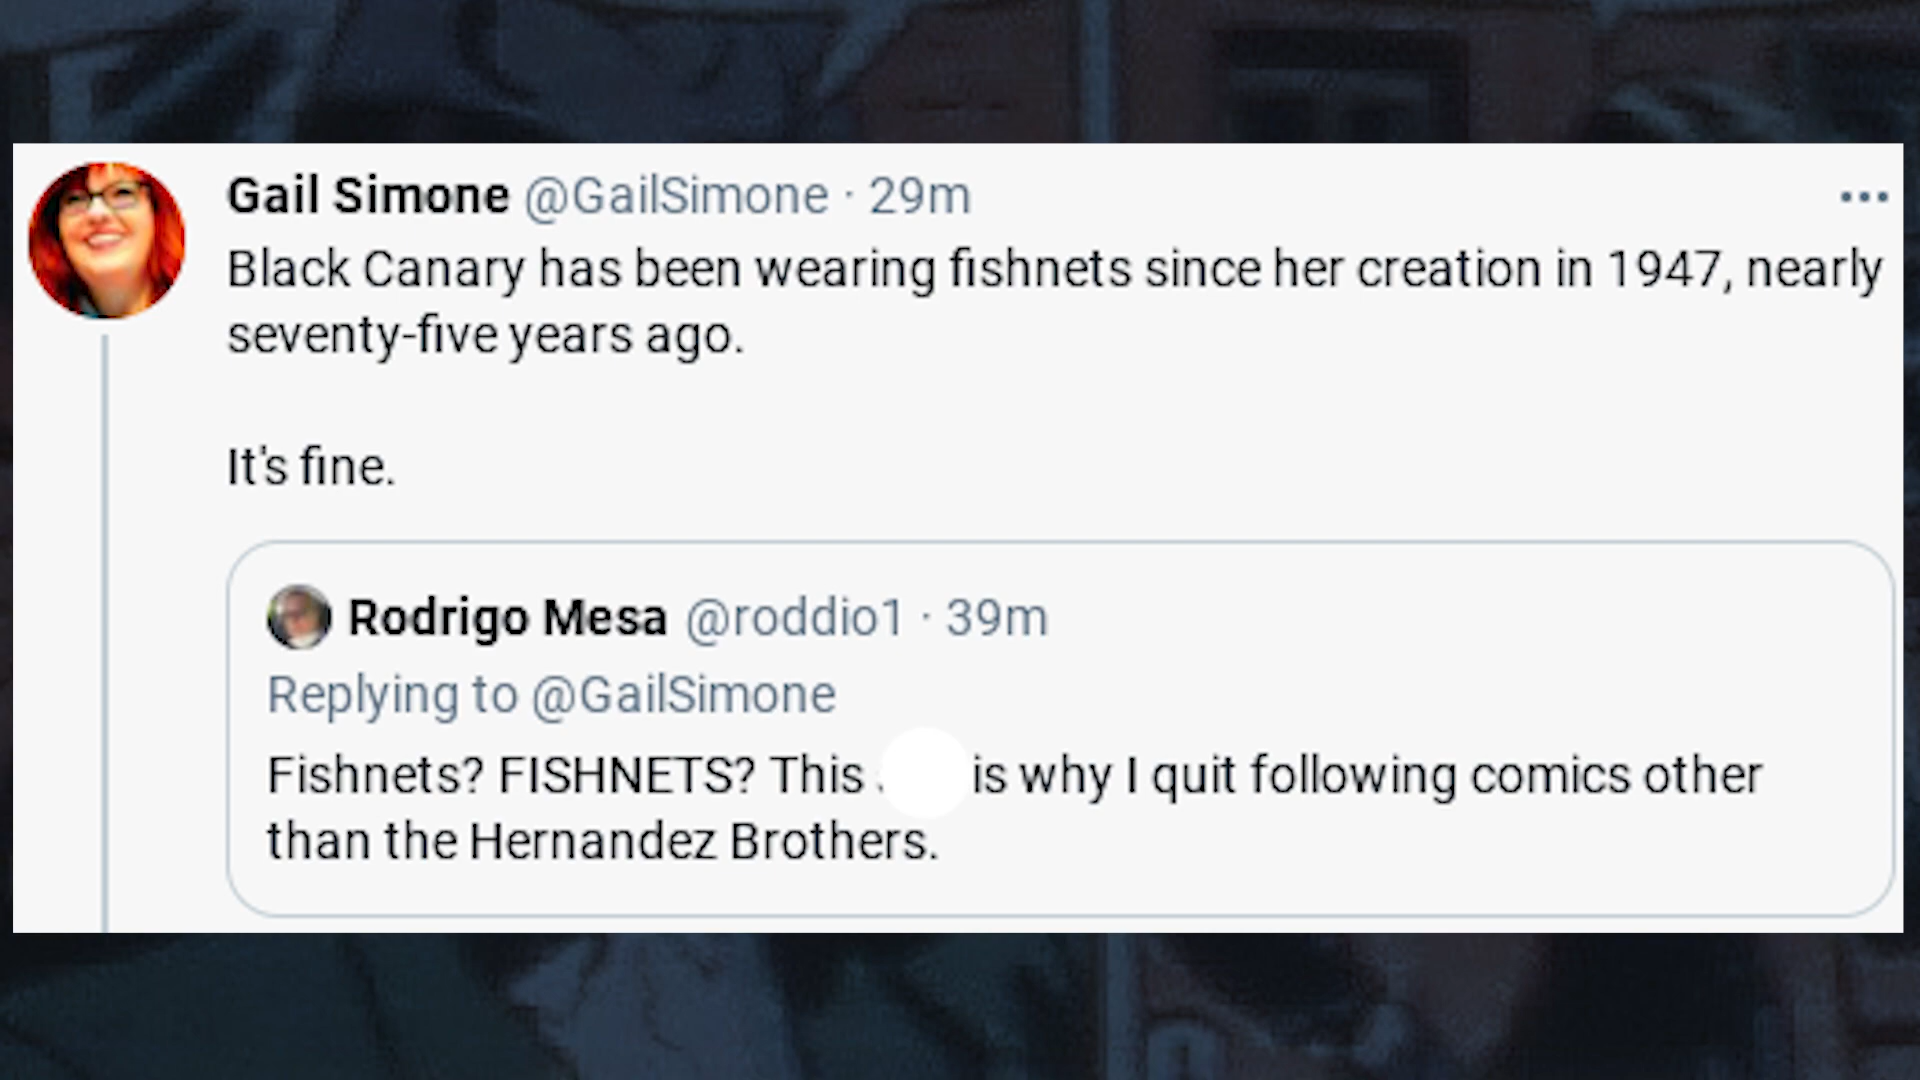 Gail Simone @GailSimone · 29m
Black Canary has been wearing fishnets since her creation in 1947, nearly
seventy-five years ago.
It's fine.
Rodrigo Mesa @roddio1 · 39m
Replying to @GailSimone
Fishnets? FISHNETS? This is why I quit following comics other
than the Hernandez Brothers.